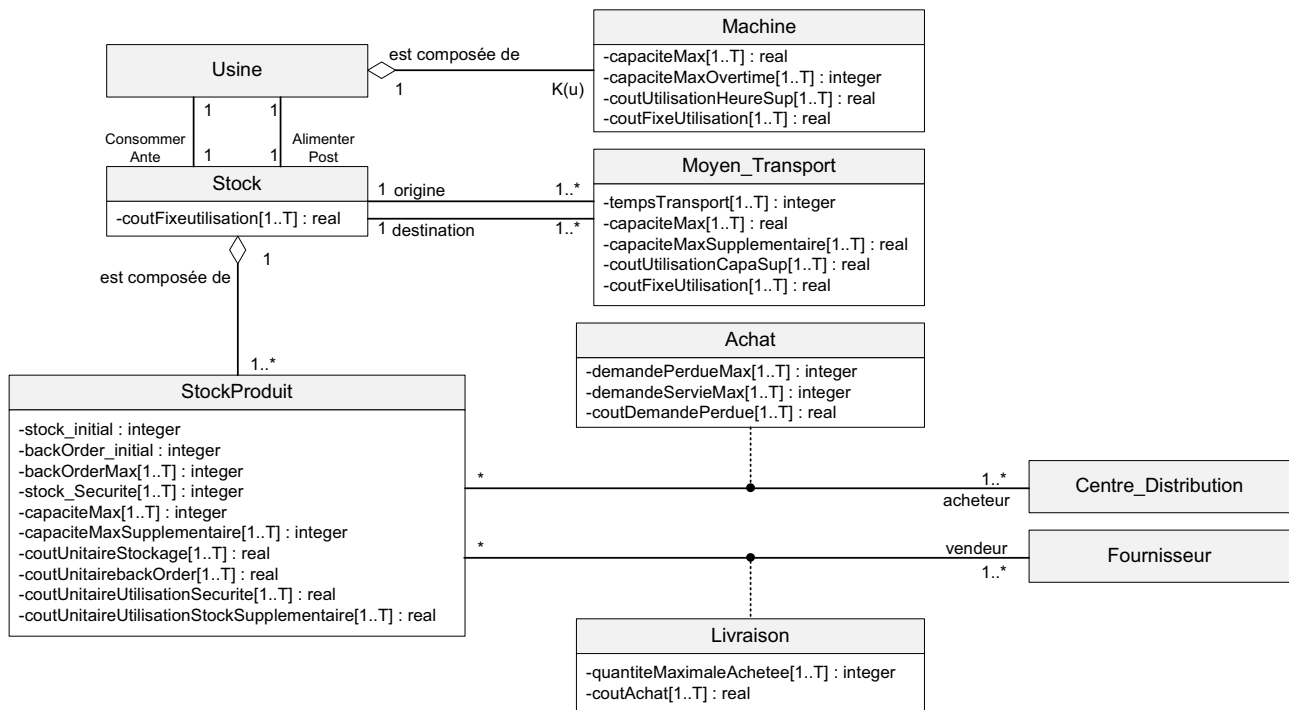 Usine
est composée de
1
K(u)
Machine
-capaciteMax[1..T] : real
-capaciteMaxOvertime[1..T] : integer
-coutUtilisationHeureSup[1..T] : real
-coutFixeUtilisation[1..T] : real
1
1
Consommer
Ante
Alimenter
Post
1
1
Stock
-coutFixeutilisation[1..T] : real
1 origine
1..*
1 destination
1..*
Moyen_Transport
-tempsTransport[1..T] : integer
-capaciteMax[1..T] : real
-capaciteMaxSupplementaire[1..T] : real
-coutUtilisationCapaSup[1..T] : real
-coutFixeUtilisation[1..T] : real
1
est composée de
1..*
StockProduit
-stock_initial : integer
-backOrder_initial : integer
-backOrderMax[1..T] : integer
-stock_Securite[1..T] : integer
-capaciteMax[1..T] : integer
-capaciteMaxSupplementaire[1..T] : integer
-coutUnitaireStockage[1..T] : real
-coutUnitairebackOrder[1..T] : real
-coutUnitaireUtilisationSecurite[1..T] : real
-coutUnitaireUtilisationStockSupplementaire[1..T] : real
Achat
-demandePerdueMax[1..T] : integer
-demandeServieMax[1..T] : integer
-coutDemandePerdue[1..T] : real
*
1..*
acheteur
Centre_Distribution
*
vendeur
1..*
Fournisseur
Livraison
-quantiteMaximaleAchetee[1..T] : integer
-coutAchat[1..T] : real